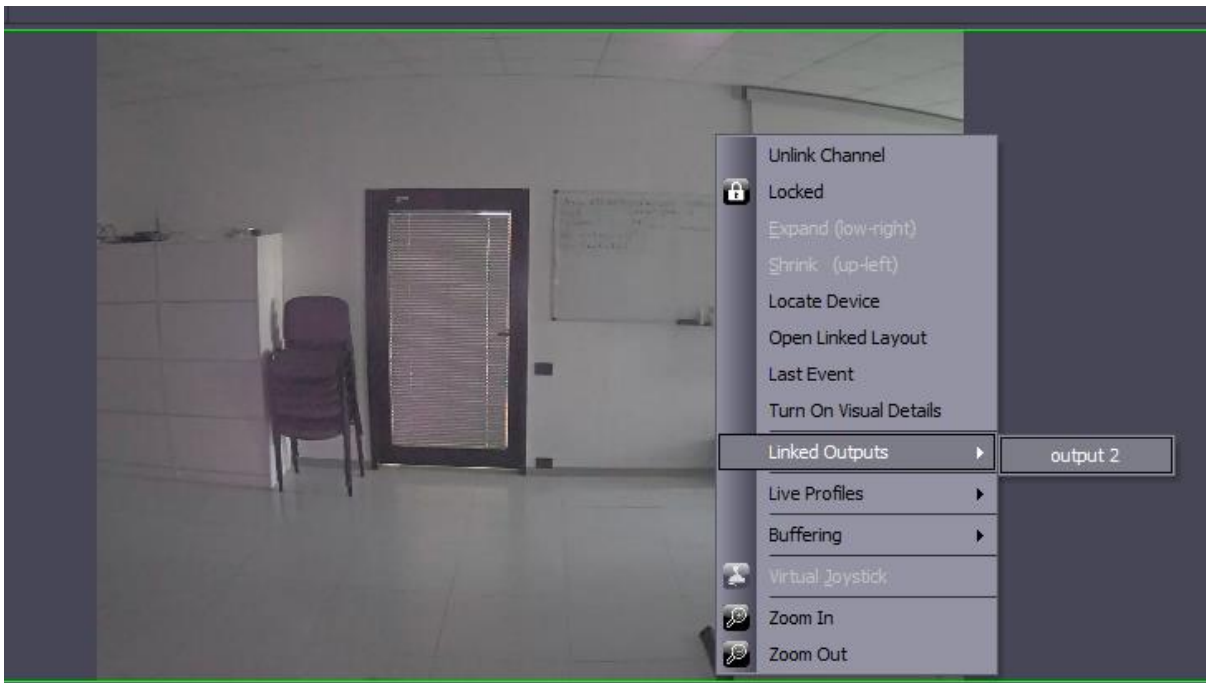 Unlink Channel
Locked
Expand (low-right)
Shrink (up-left)
Locate Device
Open Linked Layout
Last Event
Turn On Visual Details
Linked Outputs
output 2
Live Profiles
Buffering
Virtual Joystick
Zoom In
Zoom Out